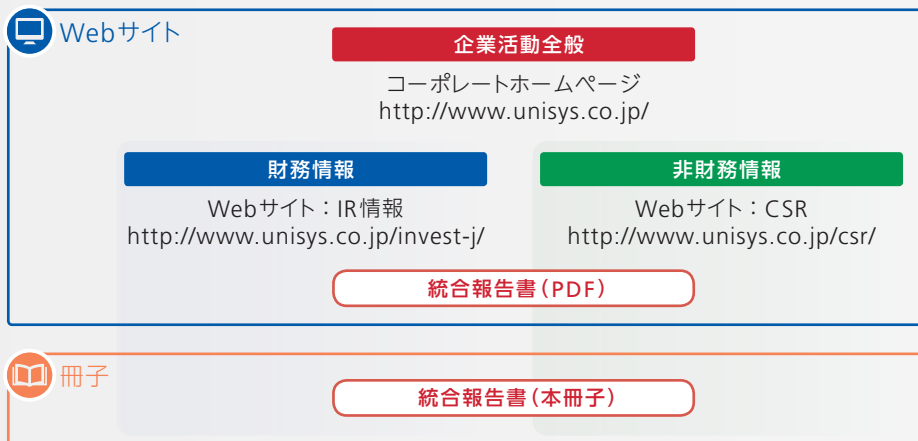 Webサイト
企業活動全般
コーポレートホームページ
http://www.unisys.co.jp/
財務情報
Webサイト：IR情報
http://www.unisys.co.jp/invest-j/
非財務情報
Webサイト：CSR
http://www.unisys.co.jp/csr/
統合報告書（PDF）
冊子
統合報告書（本冊子）